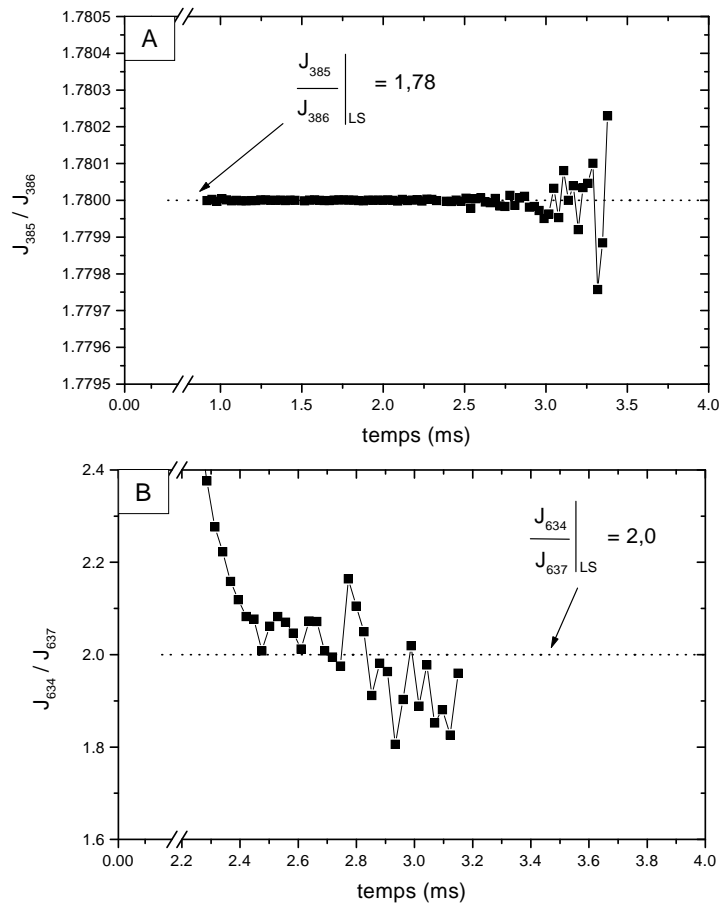 A
1.7805
1.7804
1.7803
1.7802
1.7801
1.7800
1.7799
1.7798
1.7797
1.7796
1.7795
J385 / J386
J385
J386
LS
= 1,78
0.00 1.0 1.5 2.0 2.5 3.0 3.5 4.0
temps (ms)
B
2.4
2.2
2.0
1.8
1.6
J634 / J637
J634
J637
LS
= 2,0
0.00 2.2 2.4 2.6 2.8 3.0 3.2 3.4 3.6 3.8 4.0
temps (ms)